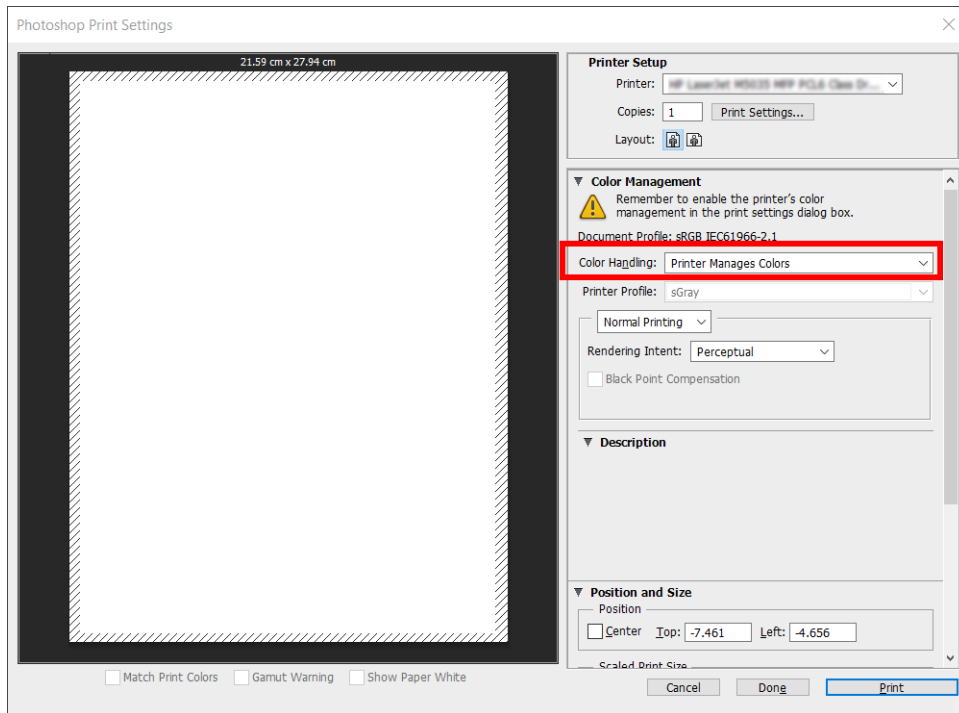 Photoshop Print Settings
21.59 cm x 27.94 cm
Printer Setup
Printer:
Copies: 1 Print Settings...
Layout:
Color Management
Remember to enable the printer's color
management in the print settings dialog box.
Document Profile: sRGB IEC61966-2.1
Color Handling: Printer Manages Colors
Printer Profile: sGray
Normal Printing
Rendering Intent: Perceptual
Black Point Compensation
Description
Position and Size
Position
Center Top: -7.461 Left: -4.656
Scaled Print Size
Match Print Colors Gamut Warning Show Paper White
Cancel Done Print